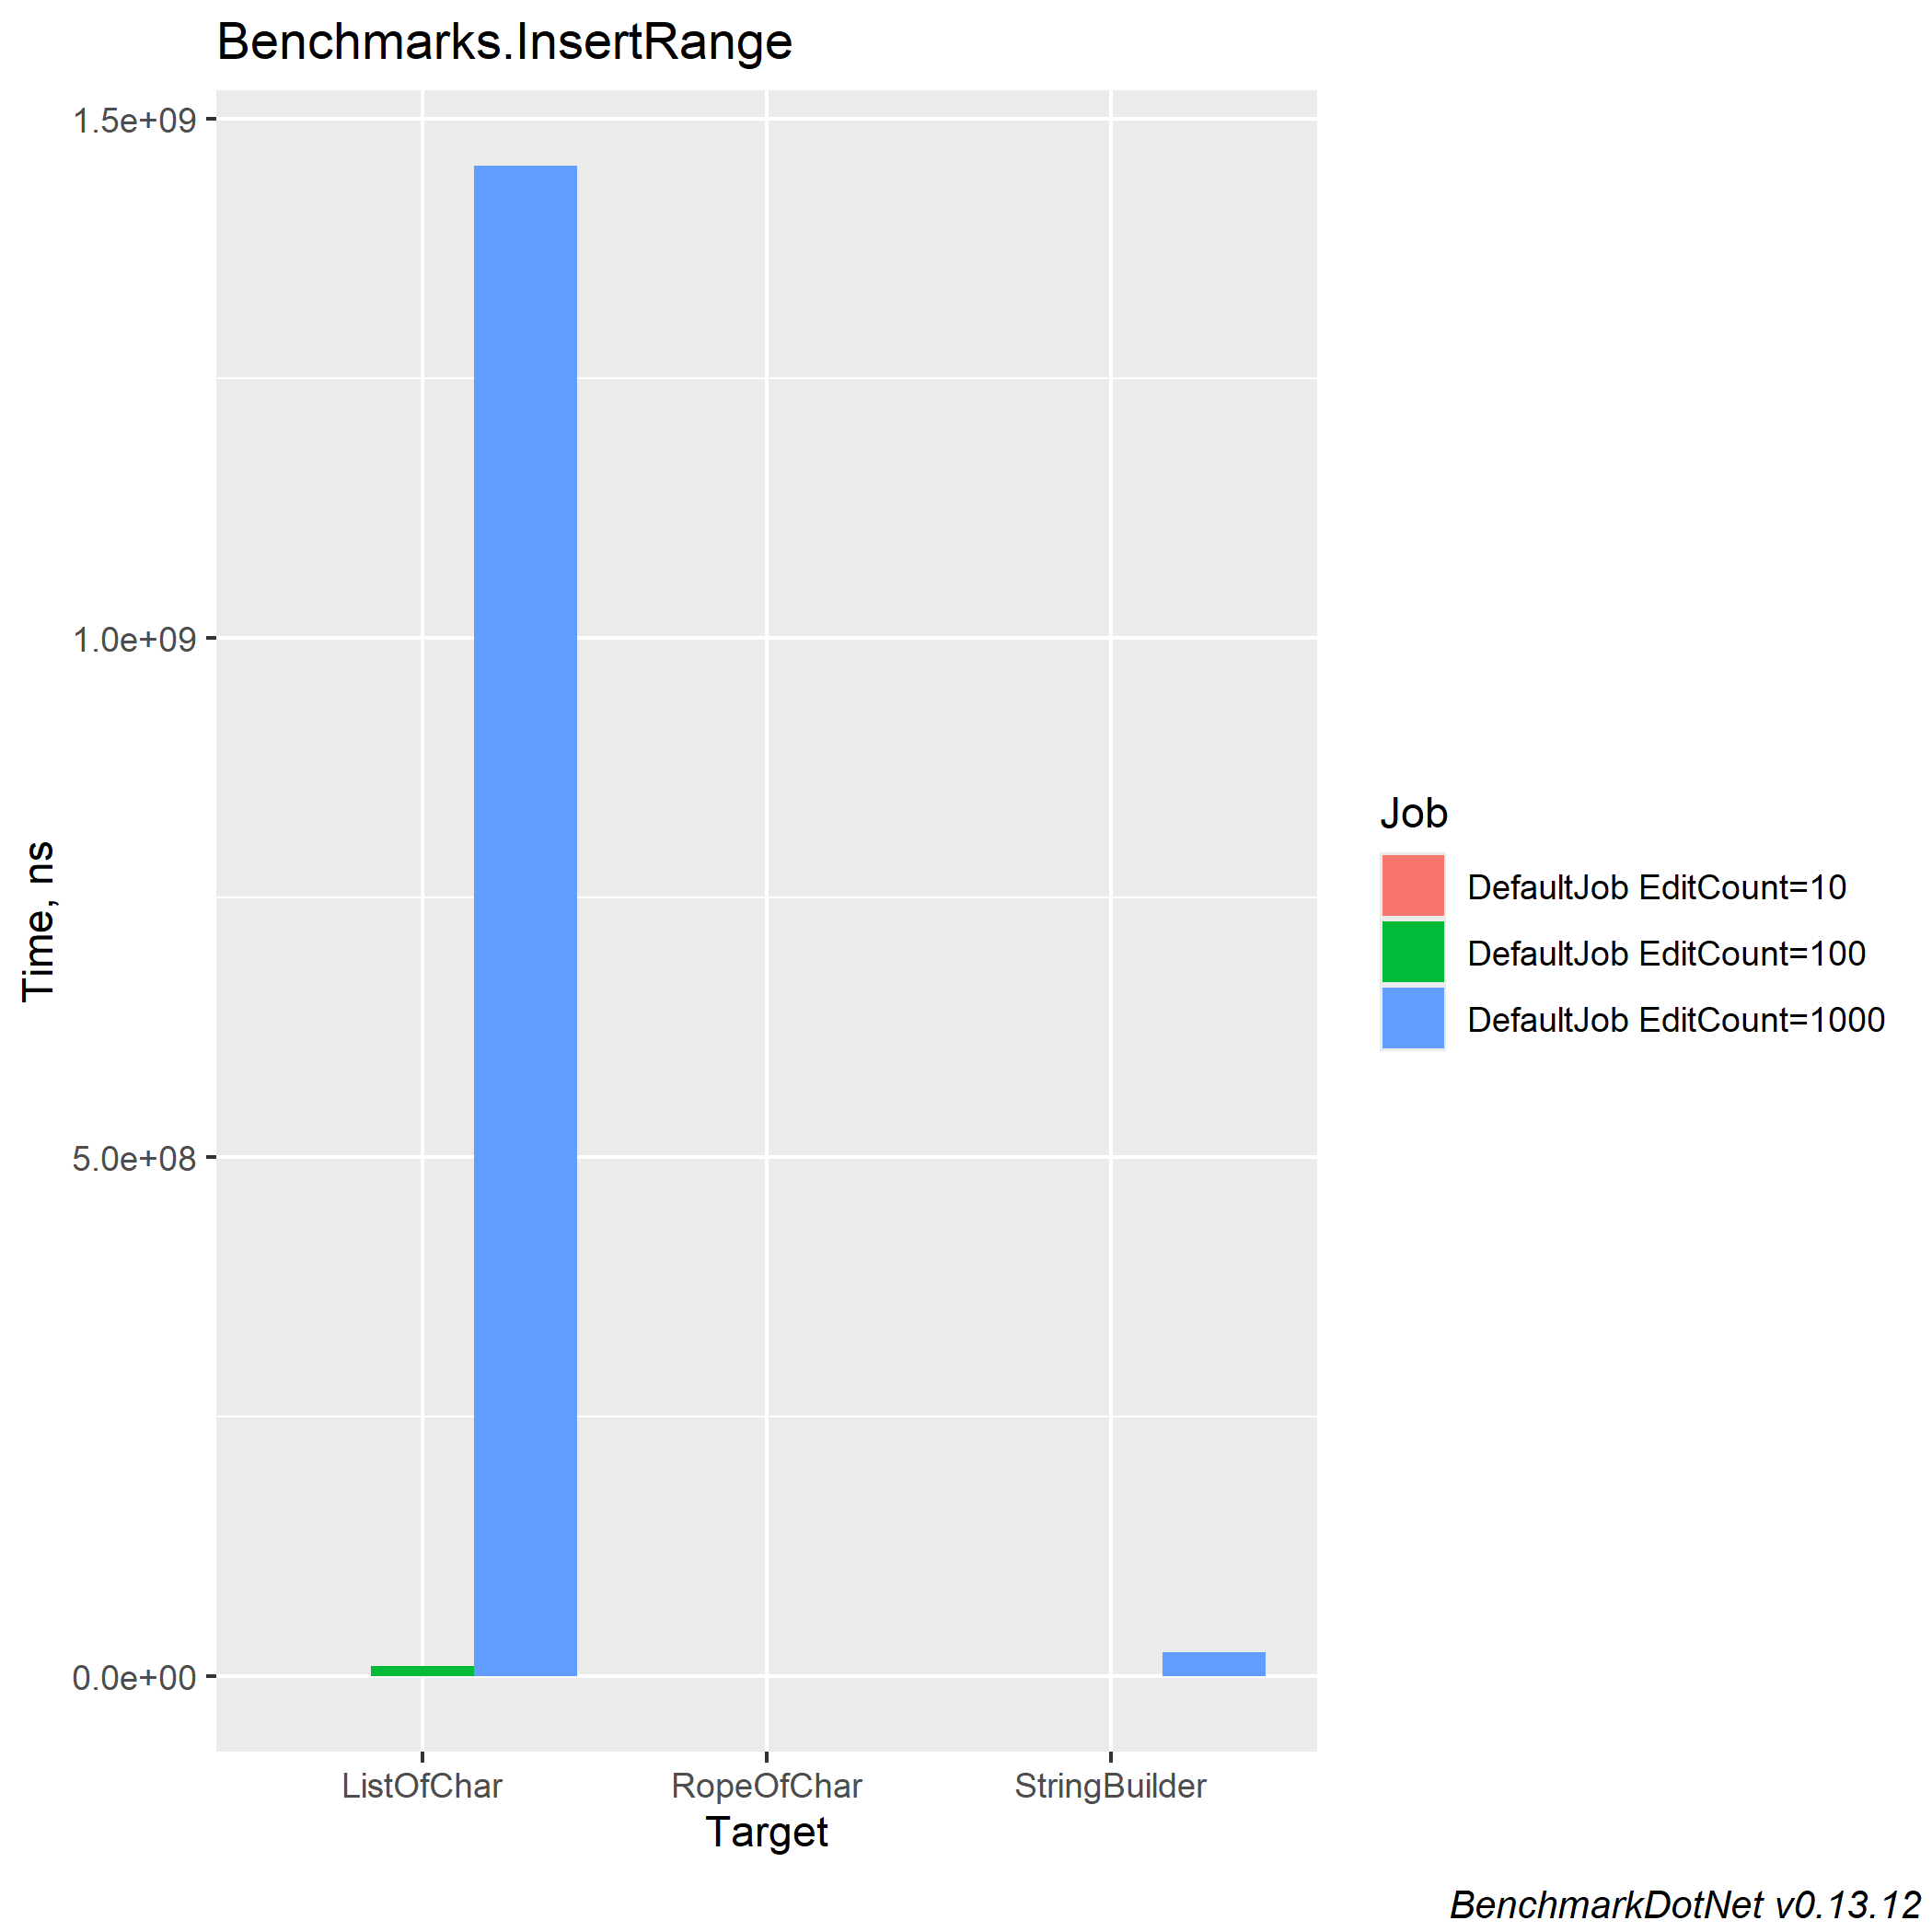 Benchmarks.InsertRange
1.5e+09
1.0e+09
5.0e+08
0.0e+00
Time, ns
ListOfChar
RopeOfChar
StringBuilder
Target
Job
DefaultJob EditCount=10
DefaultJob EditCount=100
DefaultJob EditCount=1000
BenchmarkDotNet v0.13.12